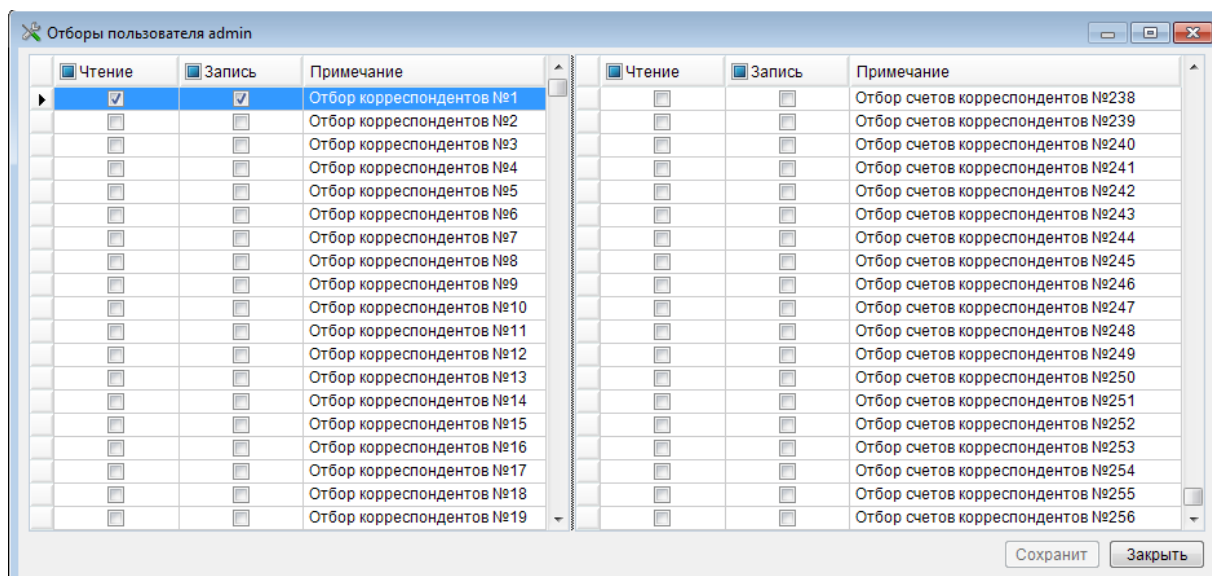 Отборы пользователя admin
Чтение Запись Примечание Чтение Запись Примечание
Отбор корреспондентов №1 Отбор счетов корреспондентов №238
Отбор корреспондентов №2 Отбор счетов корреспондентов №239
Отбор корреспондентов №3 Отбор счетов корреспондентов №240
Отбор корреспондентов №4 Отбор счетов корреспондентов №241
Отбор корреспондентов №5 Отбор счетов корреспондентов №242
Отбор корреспондентов №6 Отбор счетов корреспондентов №243
Отбор корреспондентов №7 Отбор счетов корреспондентов №244
Отбор корреспондентов №8 Отбор счетов корреспондентов №245
Отбор корреспондентов №9 Отбор счетов корреспондентов №246
Отбор корреспондентов №10 Отбор счетов корреспондентов №247
Отбор корреспондентов №11 Отбор счетов корреспондентов №248
Отбор корреспондентов №12 Отбор счетов корреспондентов №249
Отбор корреспондентов №13 Отбор счетов корреспондентов №250
Отбор корреспондентов №14 Отбор счетов корреспондентов №251
Отбор корреспондентов №15 Отбор счетов корреспондентов №252
Отбор корреспондентов №16 Отбор счетов корреспондентов №253
Отбор корреспондентов №17 Отбор счетов корреспондентов №254
Отбор корреспондентов №18 Отбор счетов корреспондентов №255
Отбор корреспондентов №19 Отбор счетов корреспондентов №256
Сохранит Закрыть